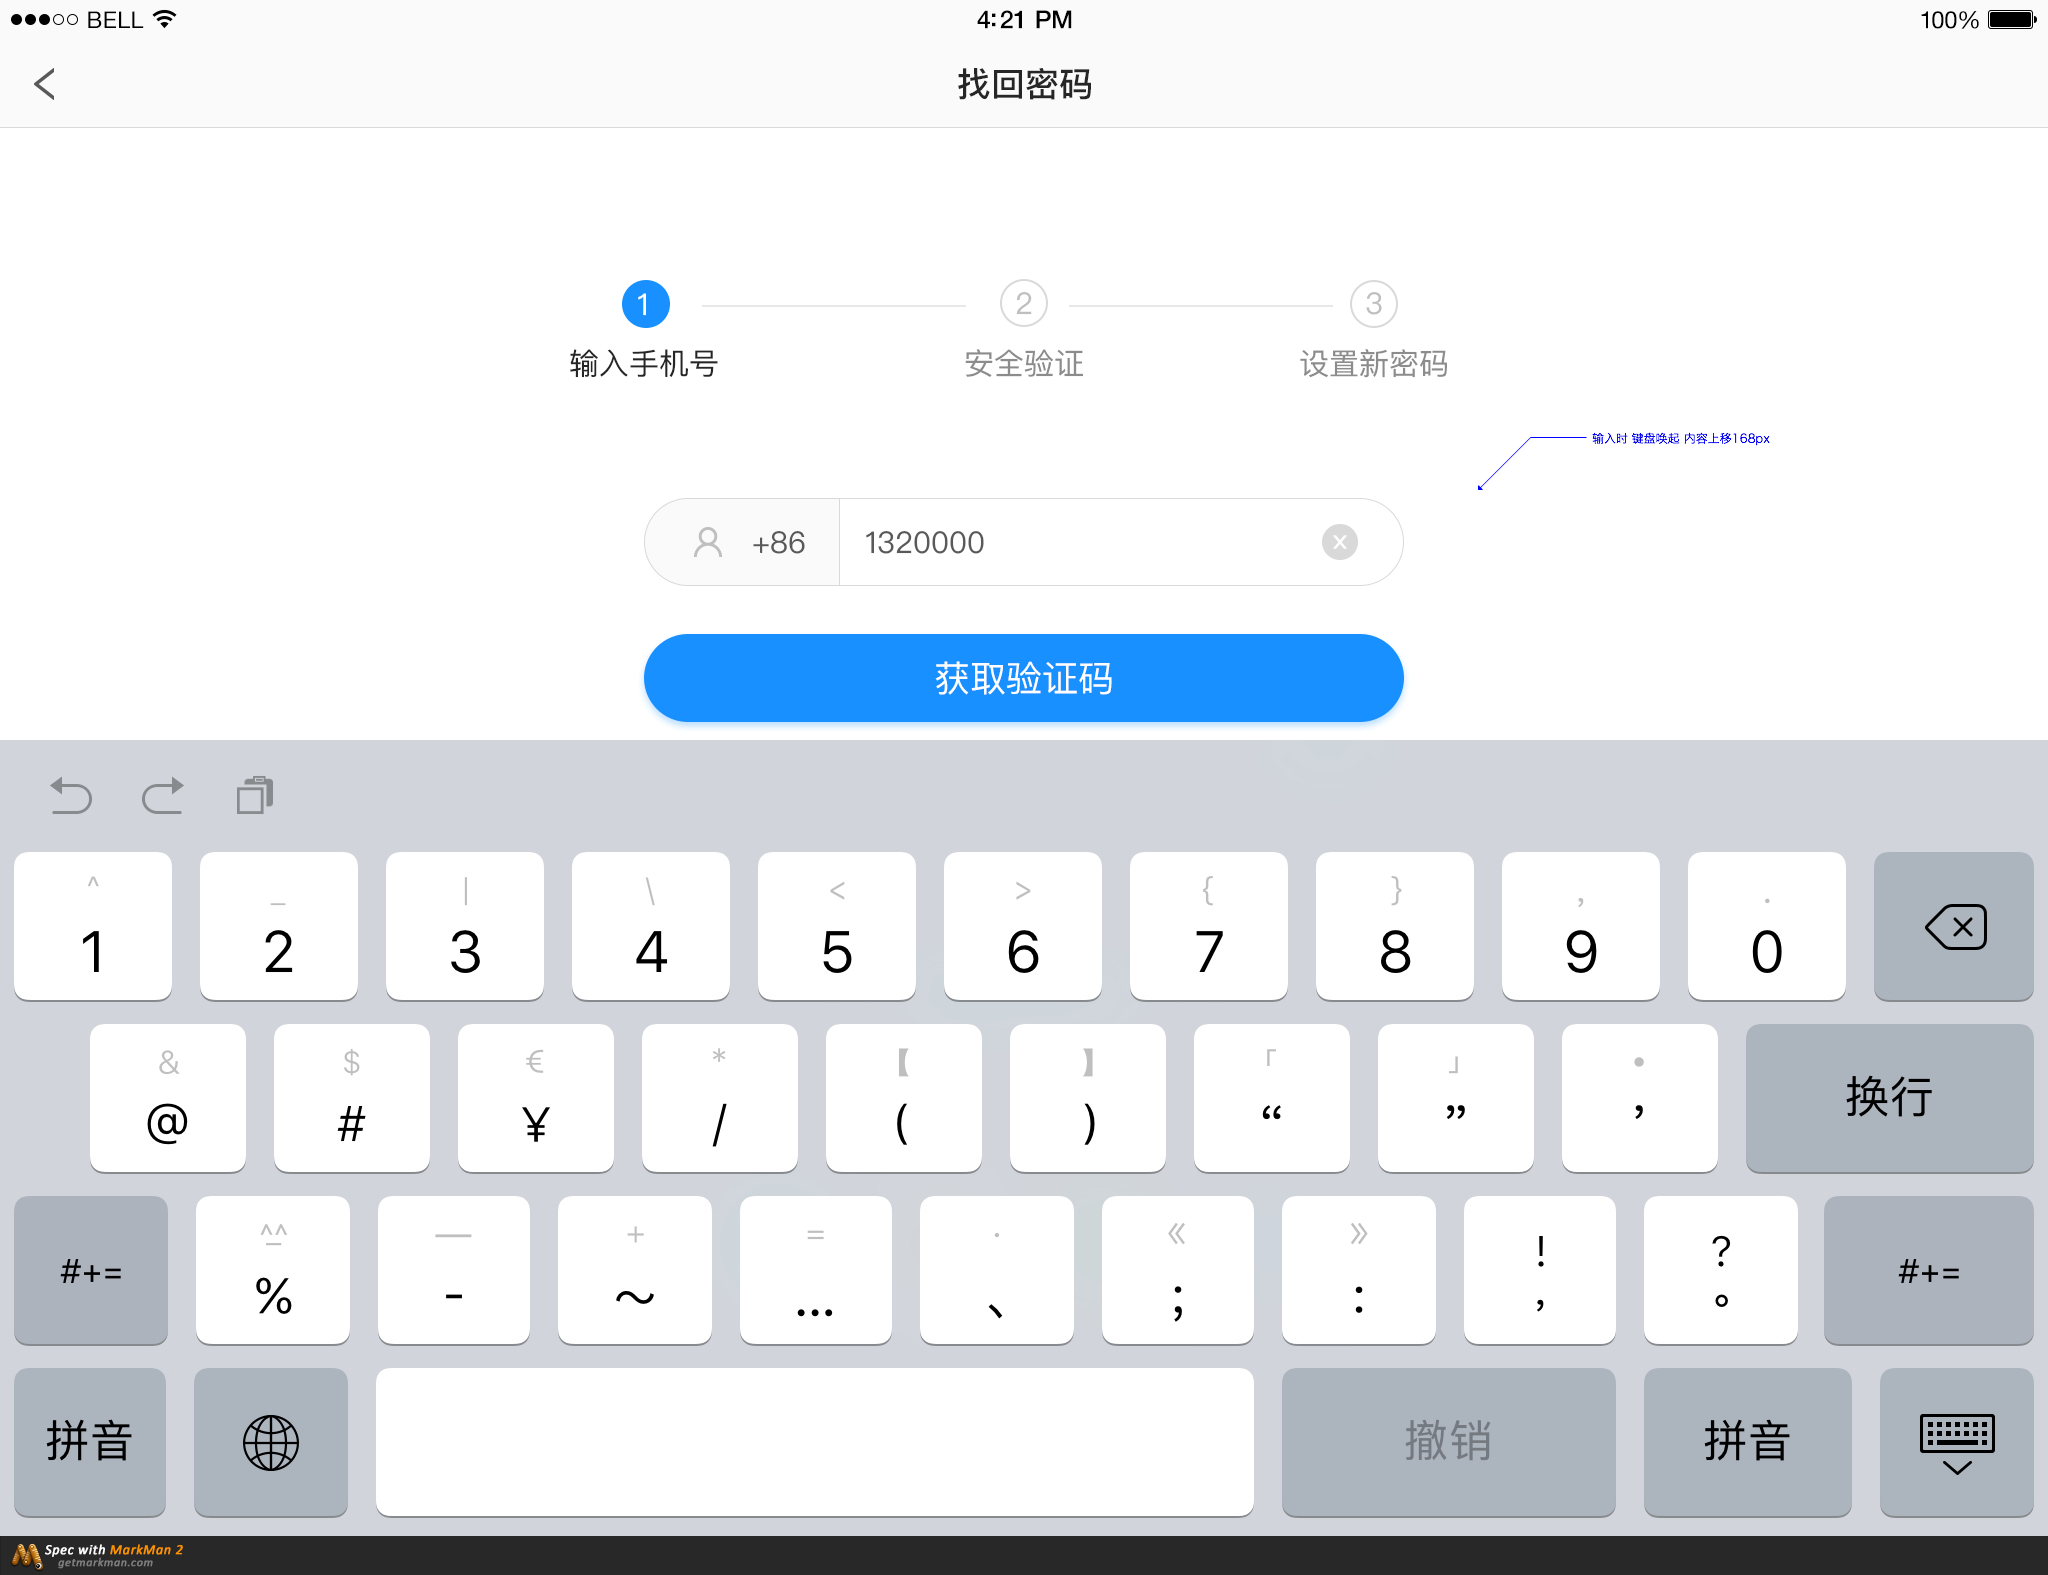 BELL 4:21 PM 100%
找回密码
1 2 3
输入手机号 安全验证 设置新密码
输入时 键盘唤起 内容上移168px
+86 1320000
获取验证码
^ _ | \ < > { } , .
1 2 3 4 5 6 7 8 9 0
& $ € * 【 】 「 」 •
@ # ¥ / ( ) “ ” ’ 换行
^^ — + = · 《 》 ! ?
#+= % - ～ … 、 ; : , 。 #+=
拼音 撤销 拼音
Spec with MarkMan 2
getmarkman.com